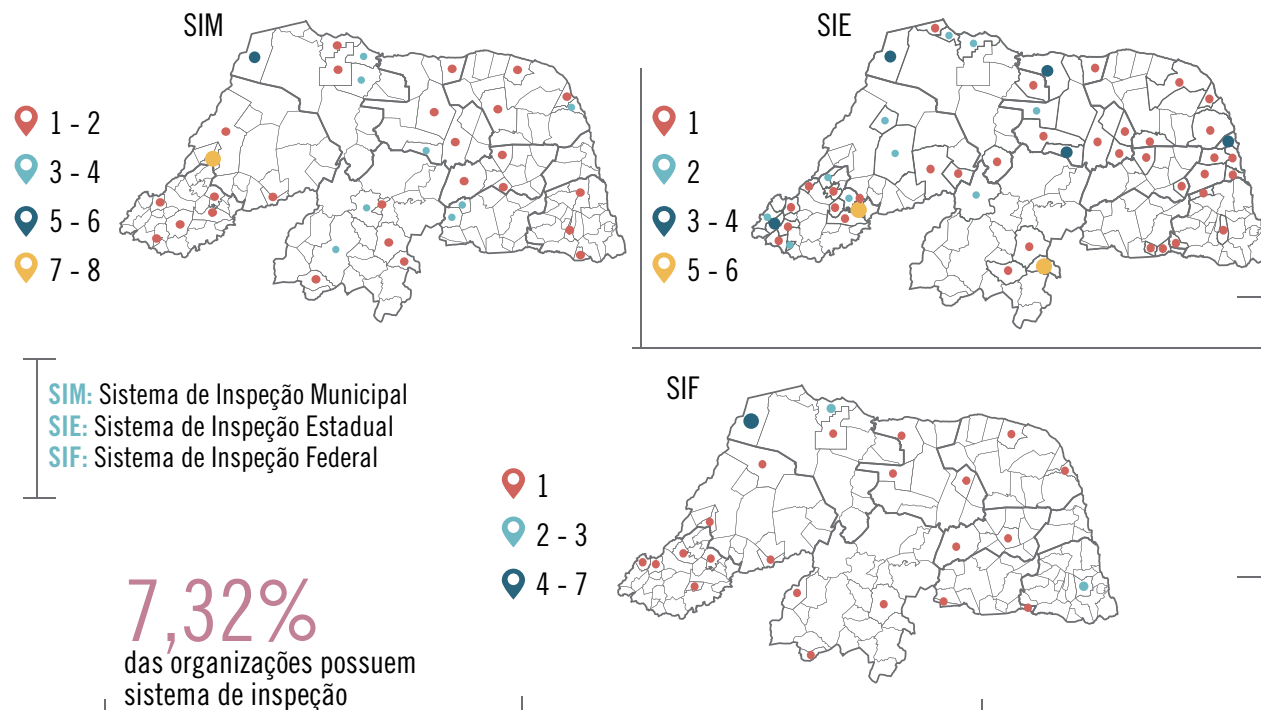 SIM
1 - 2
3 - 4
5 - 6
7 - 8
SIE
1
2
3 - 4
5 - 6
SIM: Sistema de Inspeção Municipal
SIE: Sistema de Inspeção Estadual
SIF: Sistema de Inspeção Federal
SIF
1
2 - 3
4 - 7
7,32%
das organizações possuem
sistema de inspeção